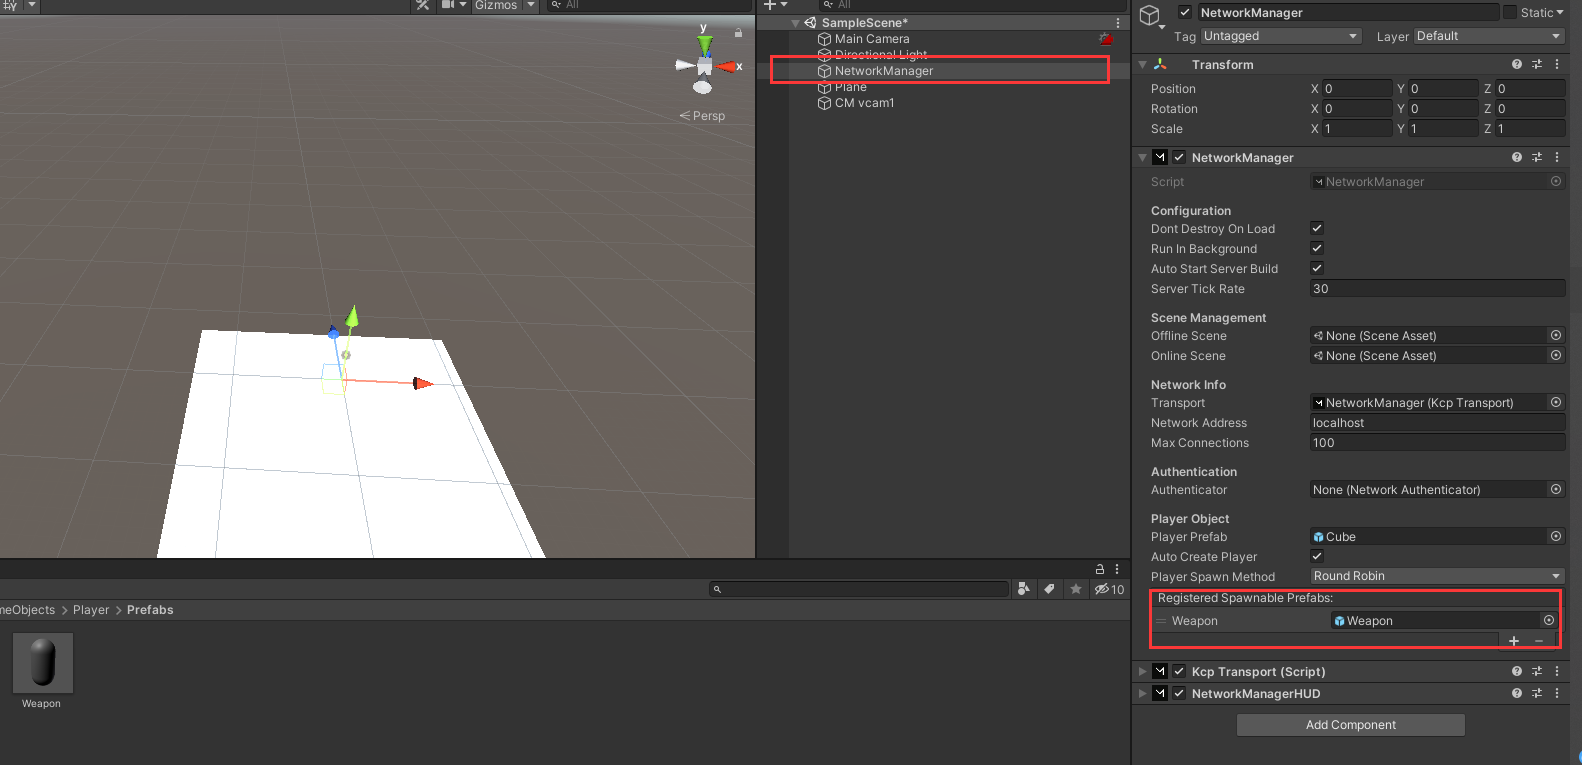 Gizmos
All
y
x
Persp
All
SampleScene*
Main Camera
Directional Light
NetworkManager
Plane
CM vcam1
NetworkManager
Static
Tag Untagged Layer Default
Transform
Position X 0 Y 0 Z 0
Rotation X 0 Y 0 Z 0
Scale X 1 Y 1 Z 1
NetworkManager
Script NetworkManager
Configuration
Dont Destroy On Load
Run In Background
Auto Start Server Build
Server Tick Rate 30
Scene Management
Offline Scene None (Scene Asset)
Online Scene None (Scene Asset)
Network Info
Transport NetworkManager (Kcp Transport)
Network Address localhost
Max Connections 100
Authentication
Authenticator None (Network Authenticator)
Player Object
Player Prefab Cube
Auto Create Player
Player Spawn Method Round Robin
Registered Spawnable Prefabs:
Weapon Weapon
Kcp Transport (Script)
NetworkManagerHUD
Add Component
10
meObjects > Player > Prefabs
Weapon